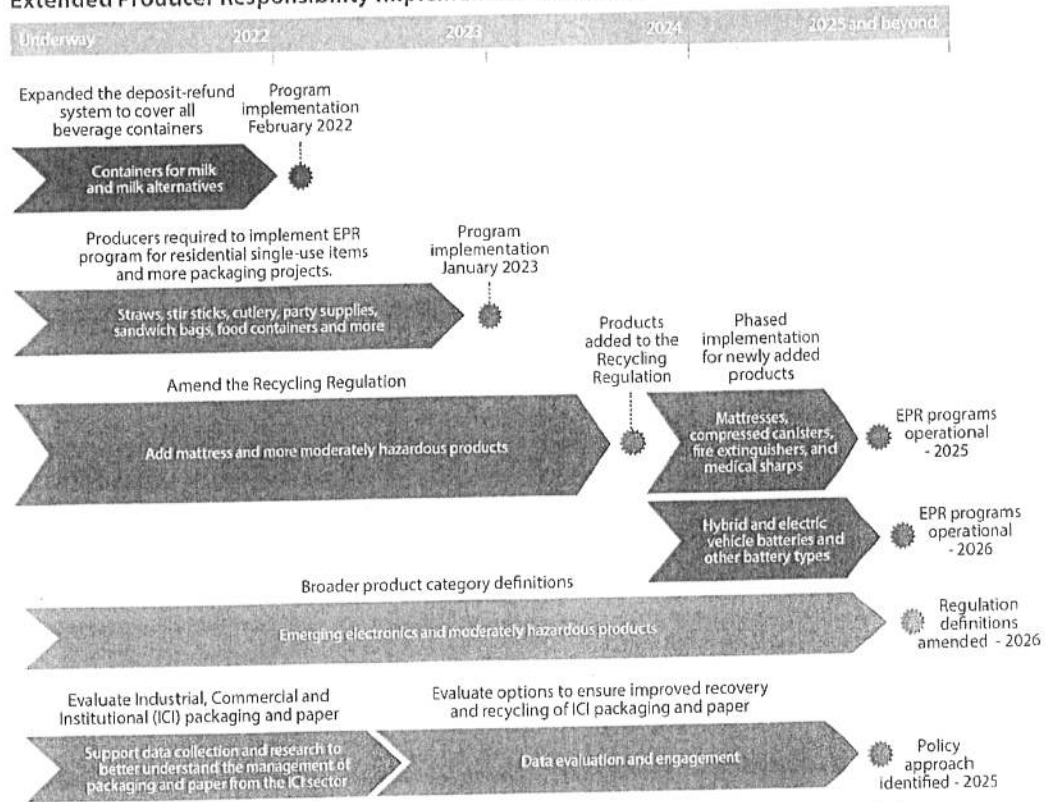 Extended Producer Responsibility
Underway 2022 2023 2024 2025 and beyond
Expanded the deposit-refund
system to cover all
beverage containers
Program
implementation
February 2022
Containers for milk
and milk alternatives
Producers required to implement EPR
program for residential single-use items
and more packaging projects.
Program
implementation
January 2023
Straws, stir sticks, cutlery, party supplies,
sandwich bags, food containers and more
Products
added to the
Recycling
Regulation
Phased
implementation
for newly added
products
Amend the Recycling Regulation
Add mattress and more moderately hazardous products
Mattresses,
compressed canisters,
fire extinguishers, and
medical sharps
EPR programs
operational
- 2025
Hybrid and electric
vehicle batteries and
other battery types
EPR programs
operational
- 2026
Broader product category definitions
Emerging electronics and moderately hazardous products
Regulation
definitions
amended - 2026
Evaluate Industrial, Commercial and
Institutional (ICI) packaging and paper
Evaluate options to ensure improved recovery
and recycling of ICI packaging and paper
Support data collection and research to
better understand the management of
packaging and paper from the ICI sector
Data evaluation and engagement
Policy
approach
identified - 2025